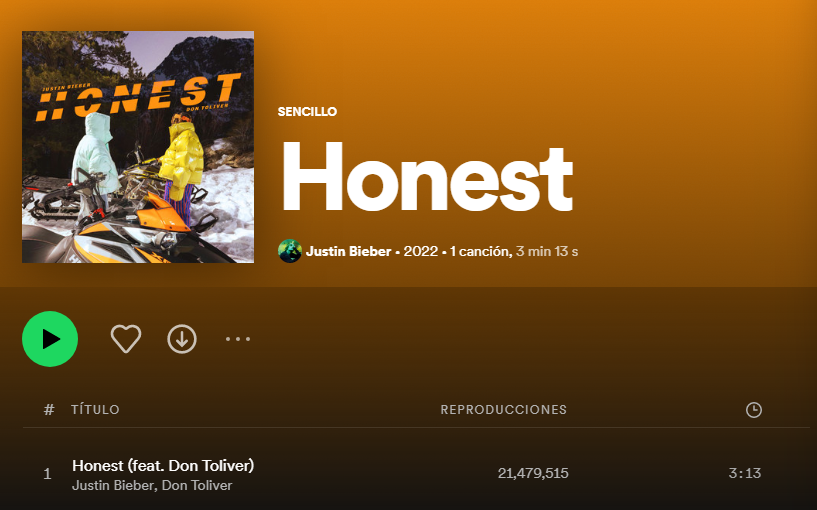 JUSTIN BIEBER
HONEST
DON TOLIVER
SENCILLO
Honest
Justin Bieber • 2022 • 1 canción, 3 min 13 s
# TÍTULO REPRODUCCIONES
1 Honest (feat. Don Toliver) 21,479,515 3:13
Justin Bieber, Don Toliver